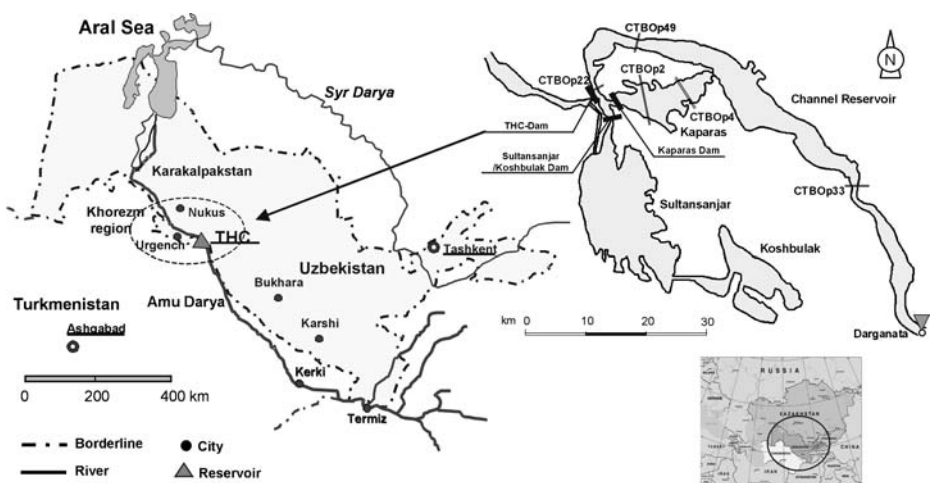 Aral Sea
Syr Darya
Karakalpakstan
Khorezm
region
Nukus
Urgench
THC
Tashkent
Uzbekistan
Bukhara
Amu Darya
Karshi
Turkmenistan
Ashgabad
Kerki
Termiz
0 200 400 km
Borderline
City
River
Reservoir
CTBOp49
N
CTBOp22
CTBOp2
Channel Reservoir
THC-Dam
CTBOp4
Kaparas
Kaparas Dam
Sultansanjar
/Koshbulak Dam
CTBOp33
Sultansanjar
Koshbulak
km 0 10 20 30
Darganata
RUSSIA
KAZAKHSTAN
CHINA
IRAN